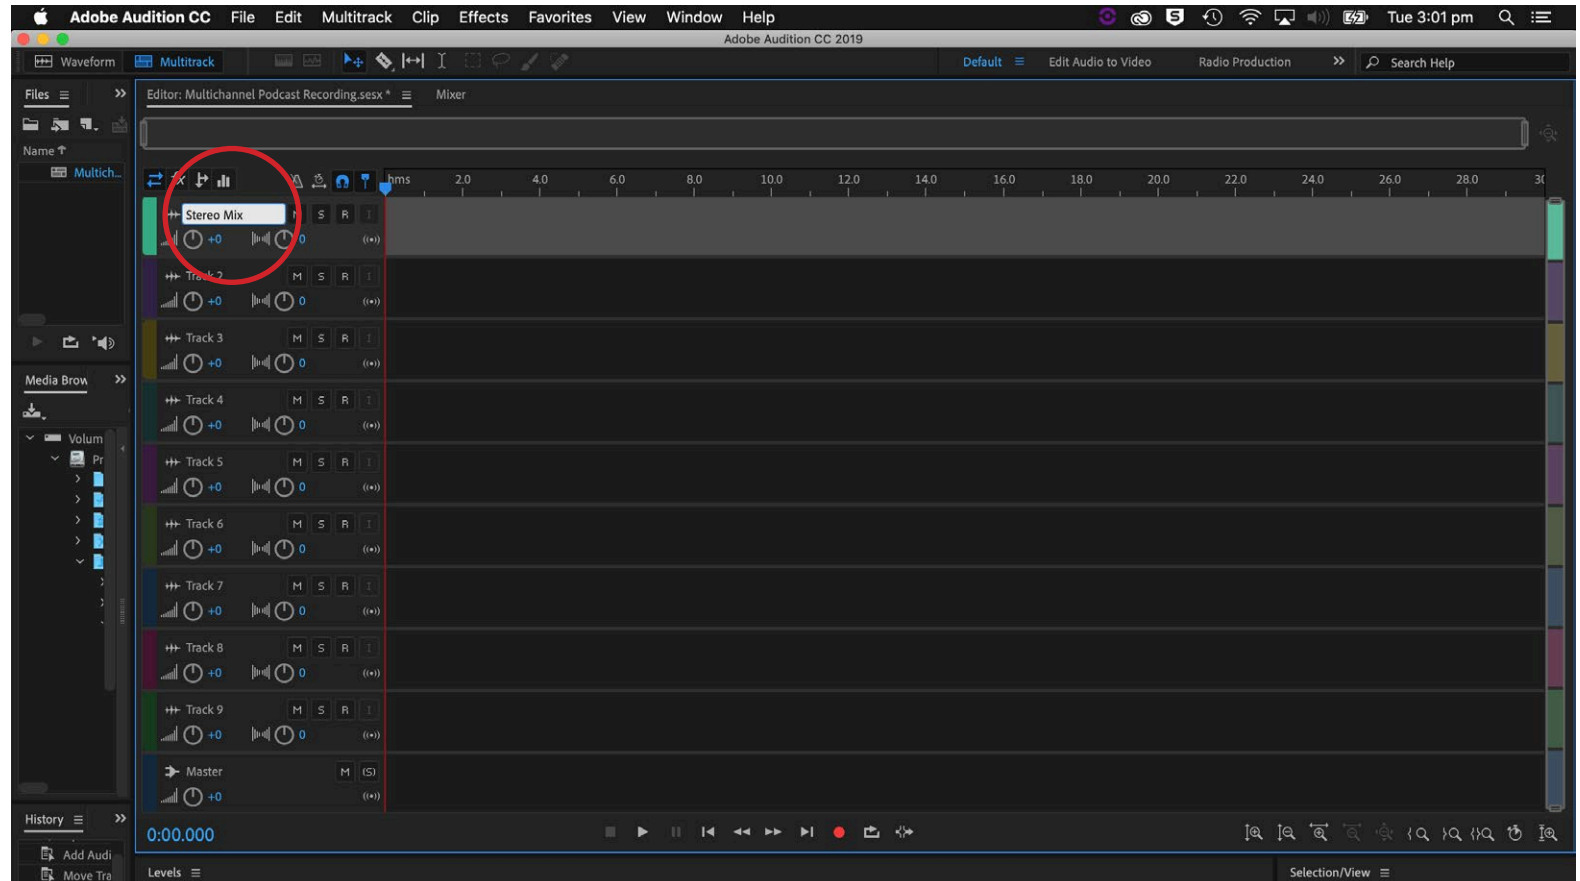 Adobe Audition CC File Edit Multitrack Clip Effects Favorites View Window Help Tue 3:01 pm
Adobe Audition CC 2019
Waveform Multitrack Default Edit Audio to Video Radio Production Search Help
Files Editor: Multichannel Podcast Recording.sesx * Mixer
Name
Multich...
hms 2.0 4.0 6.0 8.0 10.0 12.0 14.0 16.0 18.0 20.0 22.0 24.0 26.0 28.0
Stereo Mix S R I
+0 0
Track 2 M S R I
+0 0
Track 3 M S R I
+0 0
Media Brow
Track 4 M S R I
+0 0
Volum
Pr
Track 5 M S R I
+0 0
Track 6 M S R I
+0 0
Track 7 M S R I
+0 0
Track 8 M S R I
+0 0
Track 9 M S R I
+0 0
Master M (S)
+0
History
0:00.000
Add Audi
Move Tra
Levels Selection/View